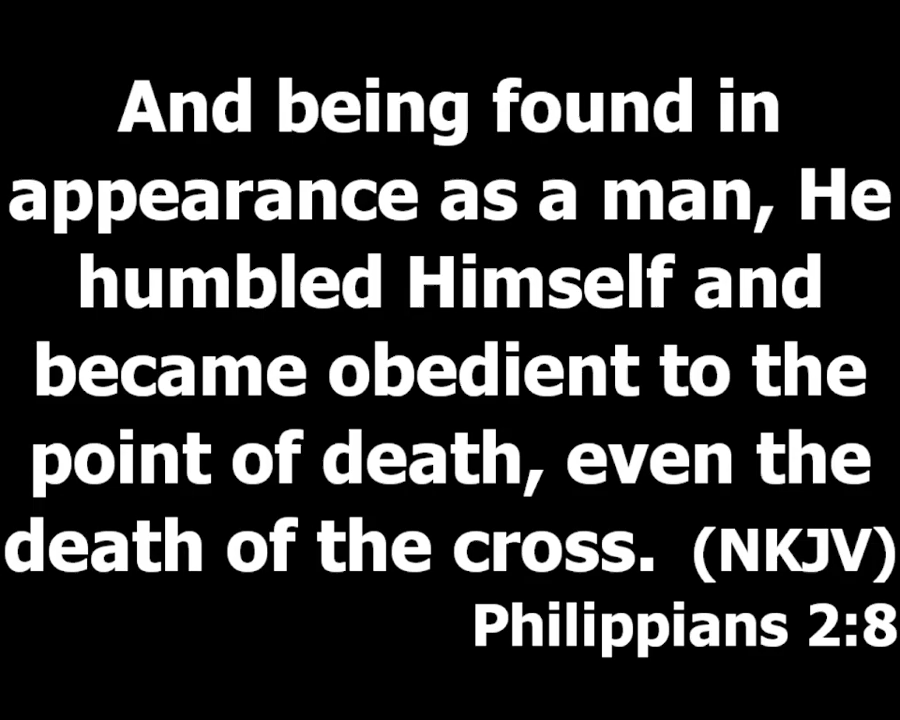 And being found in
appearance as a man, He
humbled Himself and
became obedient to the
point of death, even the
death of the cross. (NKJV)
Philippians 2:8